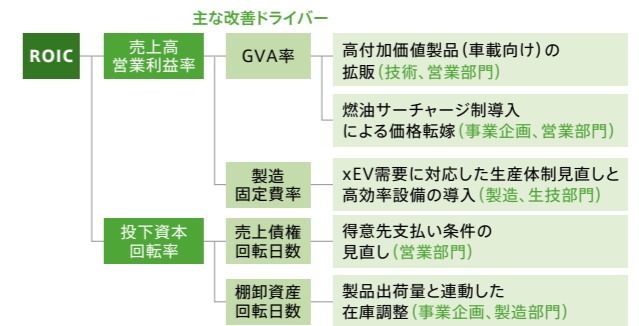 主な改善ドライバー
ROIC
売上高
営業利益率
GVA率
高付加価値製品(車載向け)の
拡販(技術、営業部門)
燃油サーチャージ制導入
による価格転嫁(事業企画、営業部門)
製造
固定費率
xEV需要に対応した生産体制見直しと
高効率設備の導入(製造、生技部門)
投下資本
回転率
売上債権
回転日数
得意先支払い条件の
見直し(営業部門)
棚卸資産
回転日数
製品出荷量と連動した
在庫調整(事業企画、製造部門)